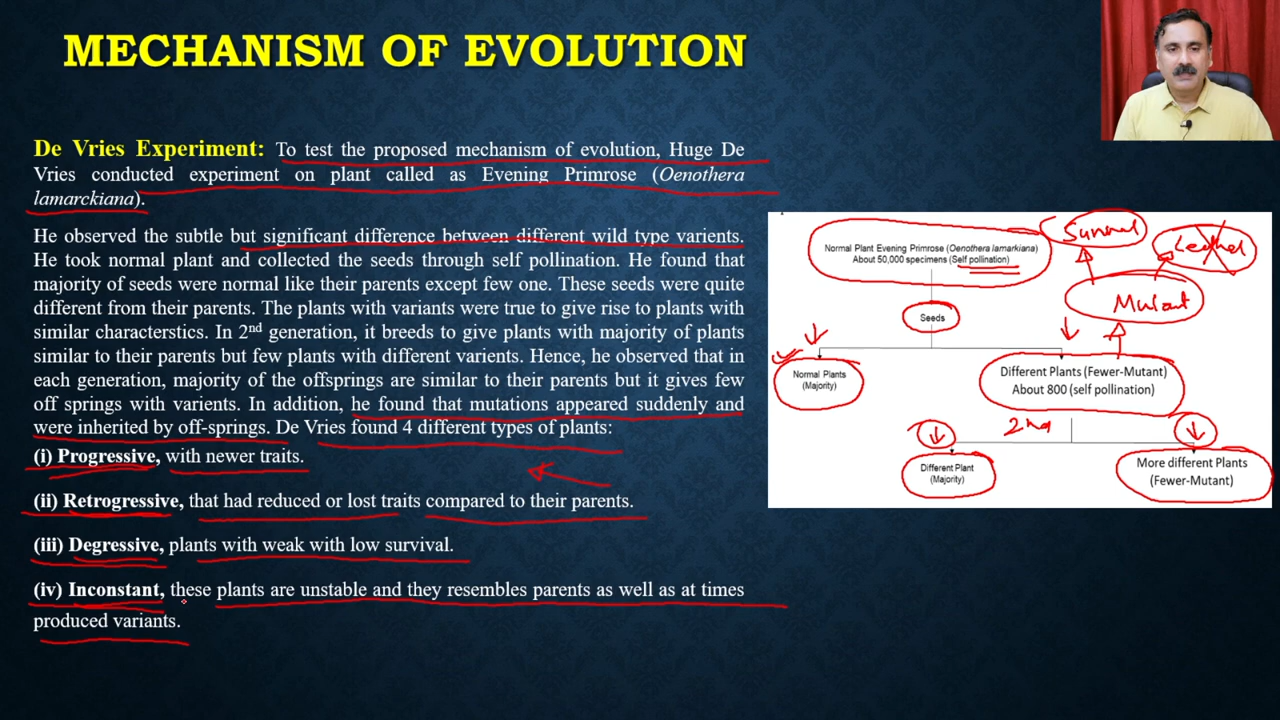 MECHANISM OF EVOLUTION
De Vries Experiment: To test the proposed mechanism of evolution, Huge De
Vries conducted experiment on plant called as Evening Primrose (Oenothera
lamarckiana).
He observed the subtle but significant difference between different wild type varients.
He took normal plant and collected the seeds through self pollination. He found that
majority of seeds were normal like their parents except few one. These seeds were quite
different from their parents. The plants with variants were true to give rise to plants with
similar characterstics. In 2nd generation, it breeds to give plants with majority of plants
similar to their parents but few plants with different varients. Hence, he observed that in
each generation, majority of the offsprings are similar to their parents but it gives few
off springs with varients. In addition, he found that mutations appeared suddenly and
were inherited by off-springs. De Vries found 4 different types of plants:
(i) Progressive, with newer traits.
(ii) Retrogressive, that had reduced or lost traits compared to their parents.
(iii) Degressive, plants with weak with low survival.
(iv) Inconstant, these plants are unstable and they resembles parents as well as at times
produced variants.
Normal Plant Evening Primrose (Oenothera lamarkiana)
About 50,000 specimens (Self pollination)
Mutant
Seeds
Normal Plants
(Majority)
Different Plants (Fewer-Mutant)
About 800 (self pollination)
2nd
Different Plant
(Majority)
More different Plants
(Fewer-Mutant)